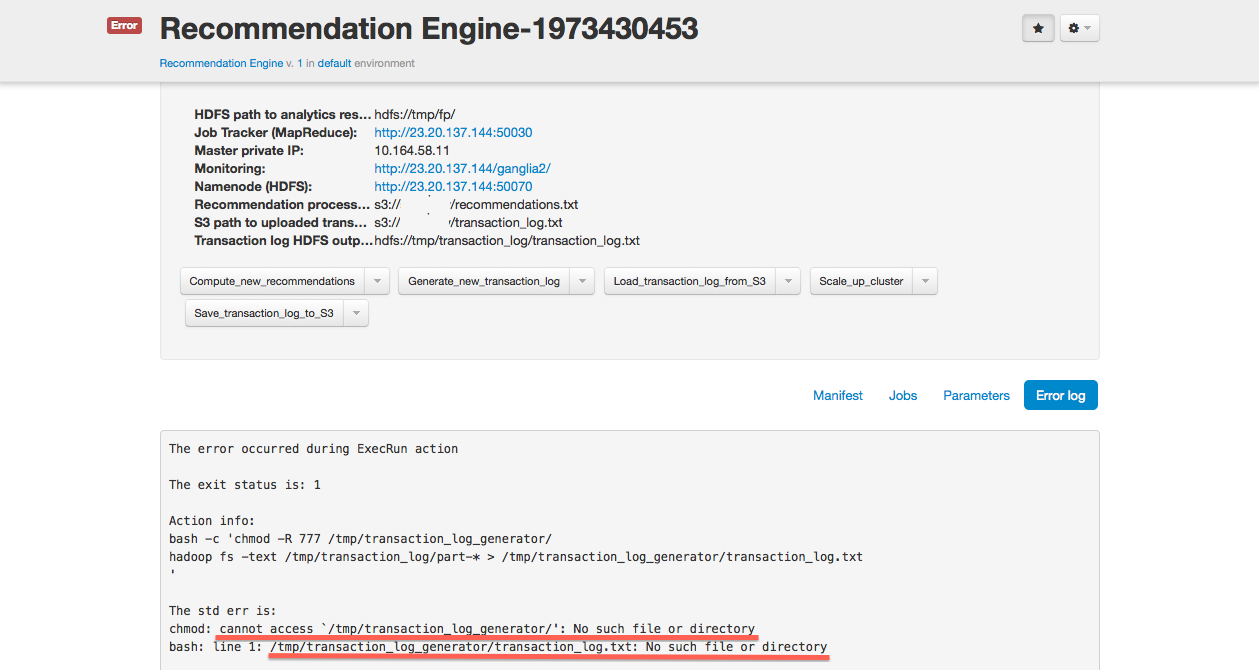 Error
Recommendation Engine-1973430453
Recommendation Engine v. 1 in default environment
HDFS path to analytics res... hdfs://tmp/fp/
Job Tracker (MapReduce): http://23.20.137.144:50030
Master private IP: 10.164.58.11
Monitoring: http://23.20.137.144/ganglia2/
Namenode (HDFS): http://23.20.137.144:50070
Recommendation process... s3:// /recommendations.txt
S3 path to uploaded trans... s3:// /transaction_log.txt
Transaction log HDFS outp... hdfs://tmp/transaction_log/transaction_log.txt
Compute_new_recommendations Generate_new_transaction_log Load_transaction_log_from_S3 Scale_up_cluster
Save_transaction_log_to_S3
Manifest Jobs Parameters Error log
The error occurred during ExecRun action
The exit status is: 1
Action info:
bash -c 'chmod -R 777 /tmp/transaction_log_generator/
hadoop fs -text /tmp/transaction_log/part-* > /tmp/transaction_log_generator/transaction_log.txt
'
The std err is:
chmod: cannot access `/tmp/transaction_log_generator/': No such file or directory
bash: line 1: /tmp/transaction_log_generator/transaction_log.txt: No such file or directory